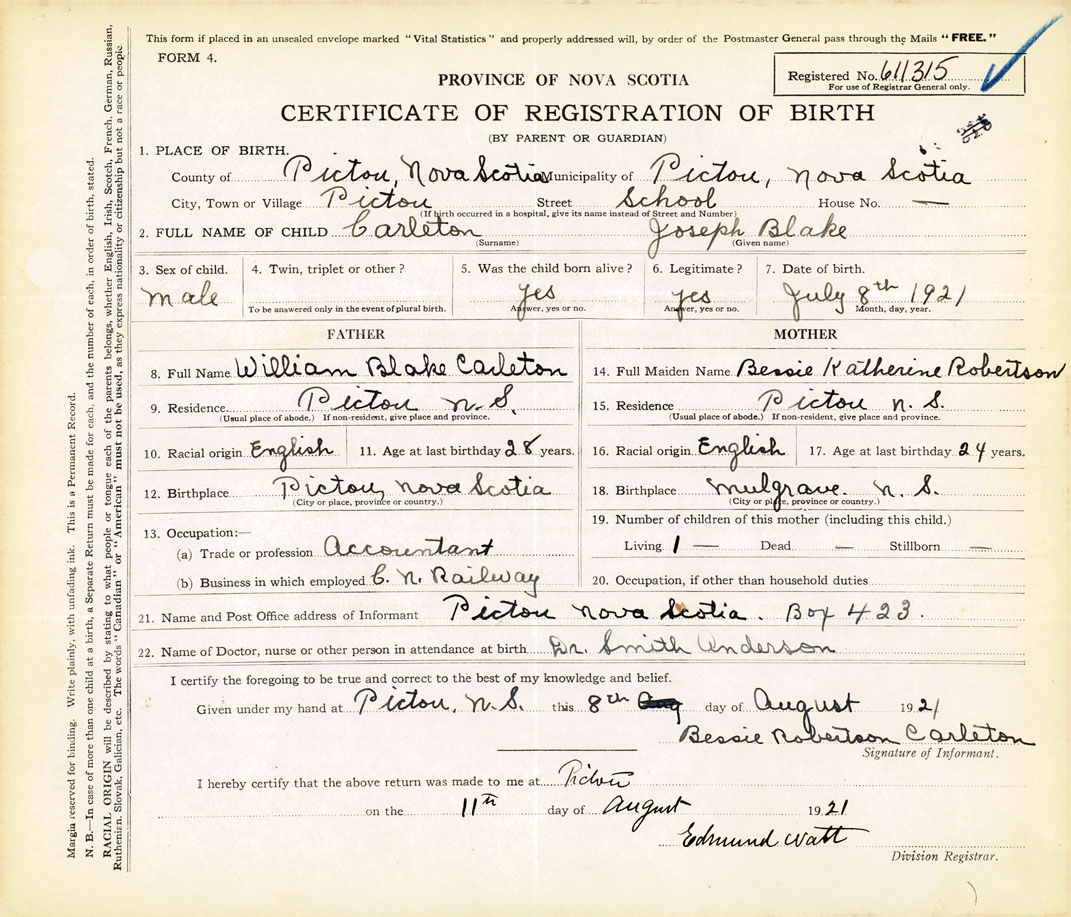 This form if placed in an unsealed envelope marked "Vital Statistics" and properly addressed will, by order of the Postmaster General pass through the Mails "FREE."
FORM 4.
Registered No. 611315
For use of Registrar General only.
PROVINCE OF NOVA SCOTIA
CERTIFICATE OF REGISTRATION OF BIRTH
(BY PARENT OR GUARDIAN)
1. PLACE OF BIRTH.
County of Pictou, Nova Scotia Municipality of Pictou, Nova Scotia
City, Town or Village Pictou Street School House No. —
(If birth occurred in a hospital, give its name instead of Street and Number)
2. FULL NAME OF CHILD Carleton Joseph Blake
(Surname) (Given name)
3. Sex of child. 4. Twin, triplet or other? 5. Was the child born alive? 6. Legitimate? 7. Date of birth.
Male yes yes July 8th 1921
To be answered only in the event of plural birth. Answer, yes or no. Answer, yes or no. Month, day, year.
FATHER MOTHER
8. Full Name William Blake Carleton 14. Full Maiden Name Bessie Katherine Robertson
9. Residence Pictou N.S. 15. Residence Pictou N.S.
(Usual place of abode.) If non-resident, give place and province. (Usual place of abode.) If non-resident, give place and province.
10. Racial origin English 11. Age at last birthday 28 years. 16. Racial origin English 17. Age at last birthday 24 years.
12. Birthplace Pictou, Nova Scotia 18. Birthplace Mulgrave. N.S.
(City or place, province or country.) (City or place, province or country.)
13. Occupation:— 19. Number of children of this mother (including this child.)
(a) Trade or profession Accountant Living 1 — Dead — Stillborn —
(b) Business in which employed C. N. Railway 20. Occupation, if other than household duties
21. Name and Post Office address of Informant Pictou Nova Scotia. Box 423.
22. Name of Doctor, nurse or other person in attendance at birth Dr. Smith Anderson
I certify the foregoing to be true and correct to the best of my knowledge and belief.
Given under my hand at Pictou, N.S. this 8th Aug day of August 1921
Bessie Robertson Carleton
Signature of Informant.
I hereby certify that the above return was made to me at Pictou
on the 11th day of August 1921
Edmund Watt
Division Registrar.
Margin reserved for binding. Write plainly, with unfading ink. This is a Permanent Record.
N. B.—In case of more than one child at a birth, a Separate Return must be made for each, and the number of each, in order of birth, stated.
RACIAL ORIGIN will be described by stating to what people or tongue each of the parents belongs, whether English, Irish, Scotch, French, German, Russian,
Ruthenian, Slovak, Galician, etc. The words "Canadian" or "American" must not be used, as they express nationality or citizenship but not a race or people.